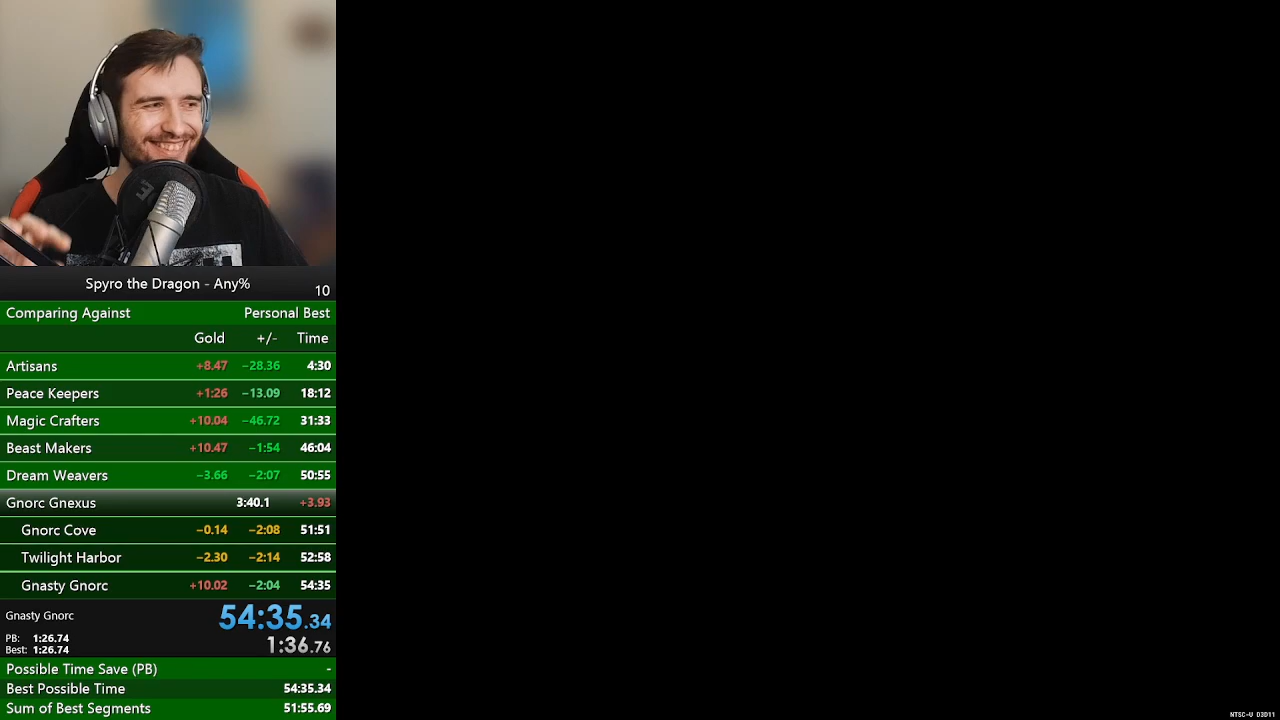 Spyro the Dragon - Any%
10
Comparing Against Personal Best
Gold +/- Time
Artisans +8.47 −28.36 4:30
Peace Keepers +1:26 −13.09 18:12
Magic Crafters +10.04 −46.72 31:33
Beast Makers +10.47 −1:54 46:04
Dream Weavers −3.66 −2:07 50:55
Gnorc Gnexus 3:40.1 +3.93
Gnorc Cove −0.14 −2:08 51:51
Twilight Harbor −2.30 −2:14 52:58
Gnasty Gnorc +10.02 −2:04 54:35
Gnasty Gnorc 54:35.34
PB: 1:26.74
Best: 1:26.74 1:36.76
Possible Time Save (PB) -
Best Possible Time 54:35.34
Sum of Best Segments 51:55.69
NTSC-U D3D11